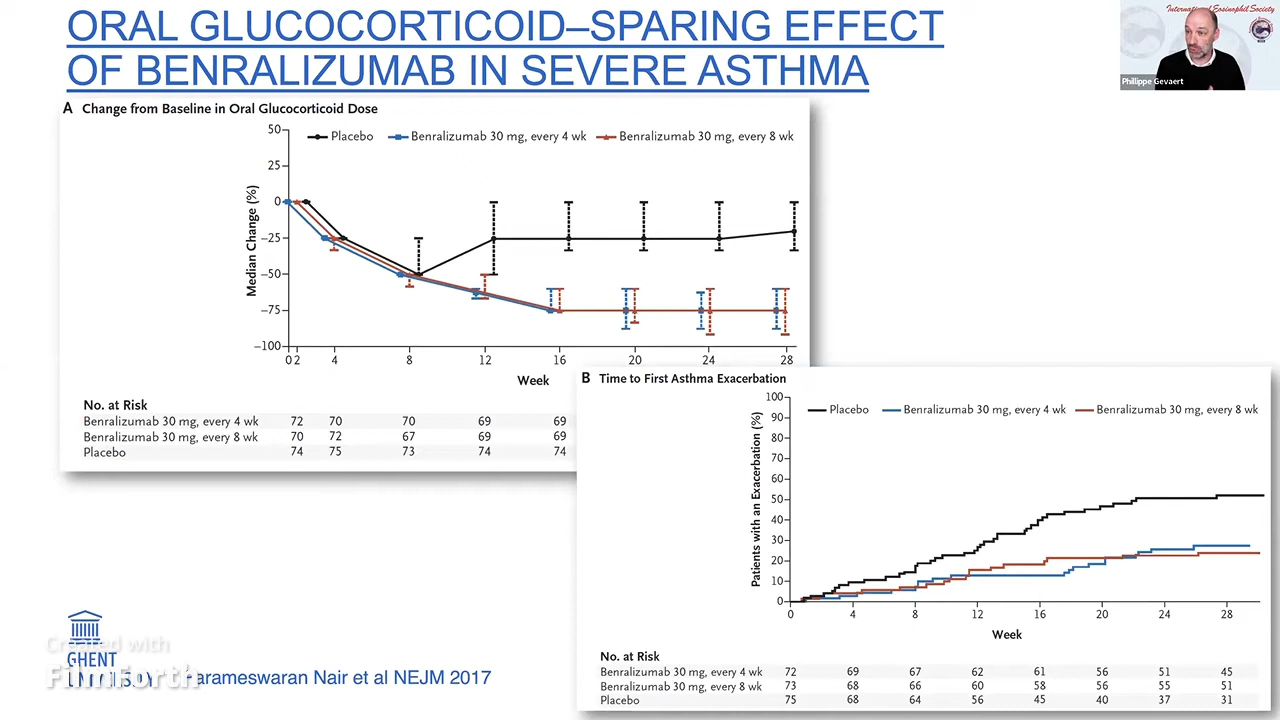 ORAL GLUCOCORTICOID–SPARING EFFECT
OF BENRALIZUMAB IN SEVERE ASTHMA
International Eosinophil Society
Phillippe Gevaert
A Change from Baseline in Oral Glucocorticoid Dose
Placebo
Benralizumab 30 mg, every 4 wk
Benralizumab 30 mg, every 8 wk
Median Change (%)
50
25
0
−25
−50
−75
−100
0 2 4 8 12 16 20 24 28
Week
No. at Risk
Benralizumab 30 mg, every 4 wk 72 70 70 69 69
Benralizumab 30 mg, every 8 wk 70 72 67 69 69
Placebo 74 75 73 74 74
B Time to First Asthma Exacerbation
Placebo
Benralizumab 30 mg, every 4 wk
Benralizumab 30 mg, every 8 wk
Patients with an Exacerbation (%)
100
90
80
70
60
50
40
30
20
10
0
0 4 8 12 16 20 24 28
Week
No. at Risk
Benralizumab 30 mg, every 4 wk 72 69 67 62 61 56 51 45
Benralizumab 30 mg, every 8 wk 73 68 66 60 58 56 55 51
Placebo 75 68 64 56 45 40 37 31
Created with
FilmForth
GHENT
Parameswaran Nair et al NEJM 2017